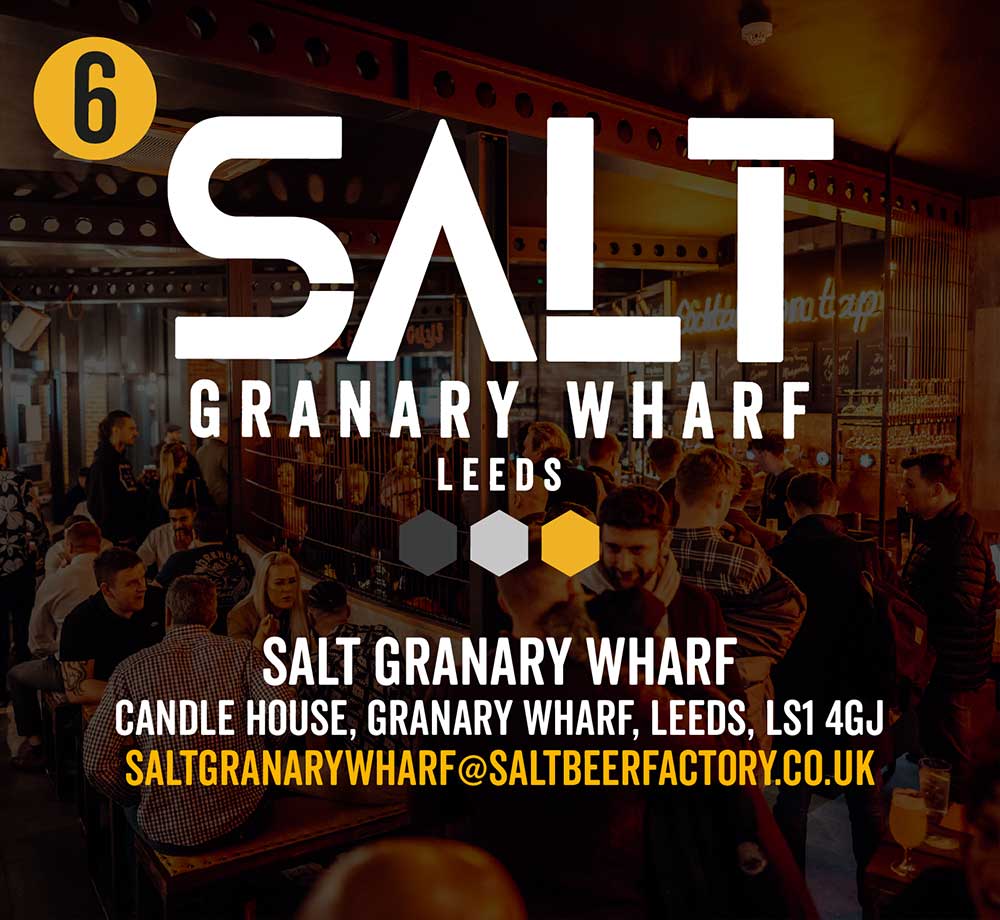 6
SALT
GRANARY WHARF
LEEDS
SALT GRANARY WHARF
CANDLE HOUSE, GRANARY WHARF, LEEDS, LS1 4GJ
SALTGRANARYWHARF@SALTBEERFACTORY.CO.UK